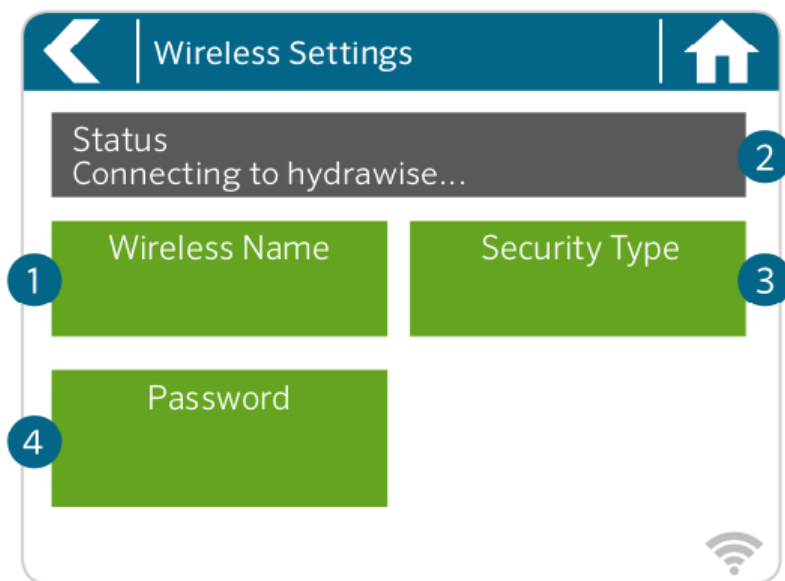 Wireless Settings
Status
Connecting to hydrawise...
2
Wireless Name
Security Type
1
3
Password
4